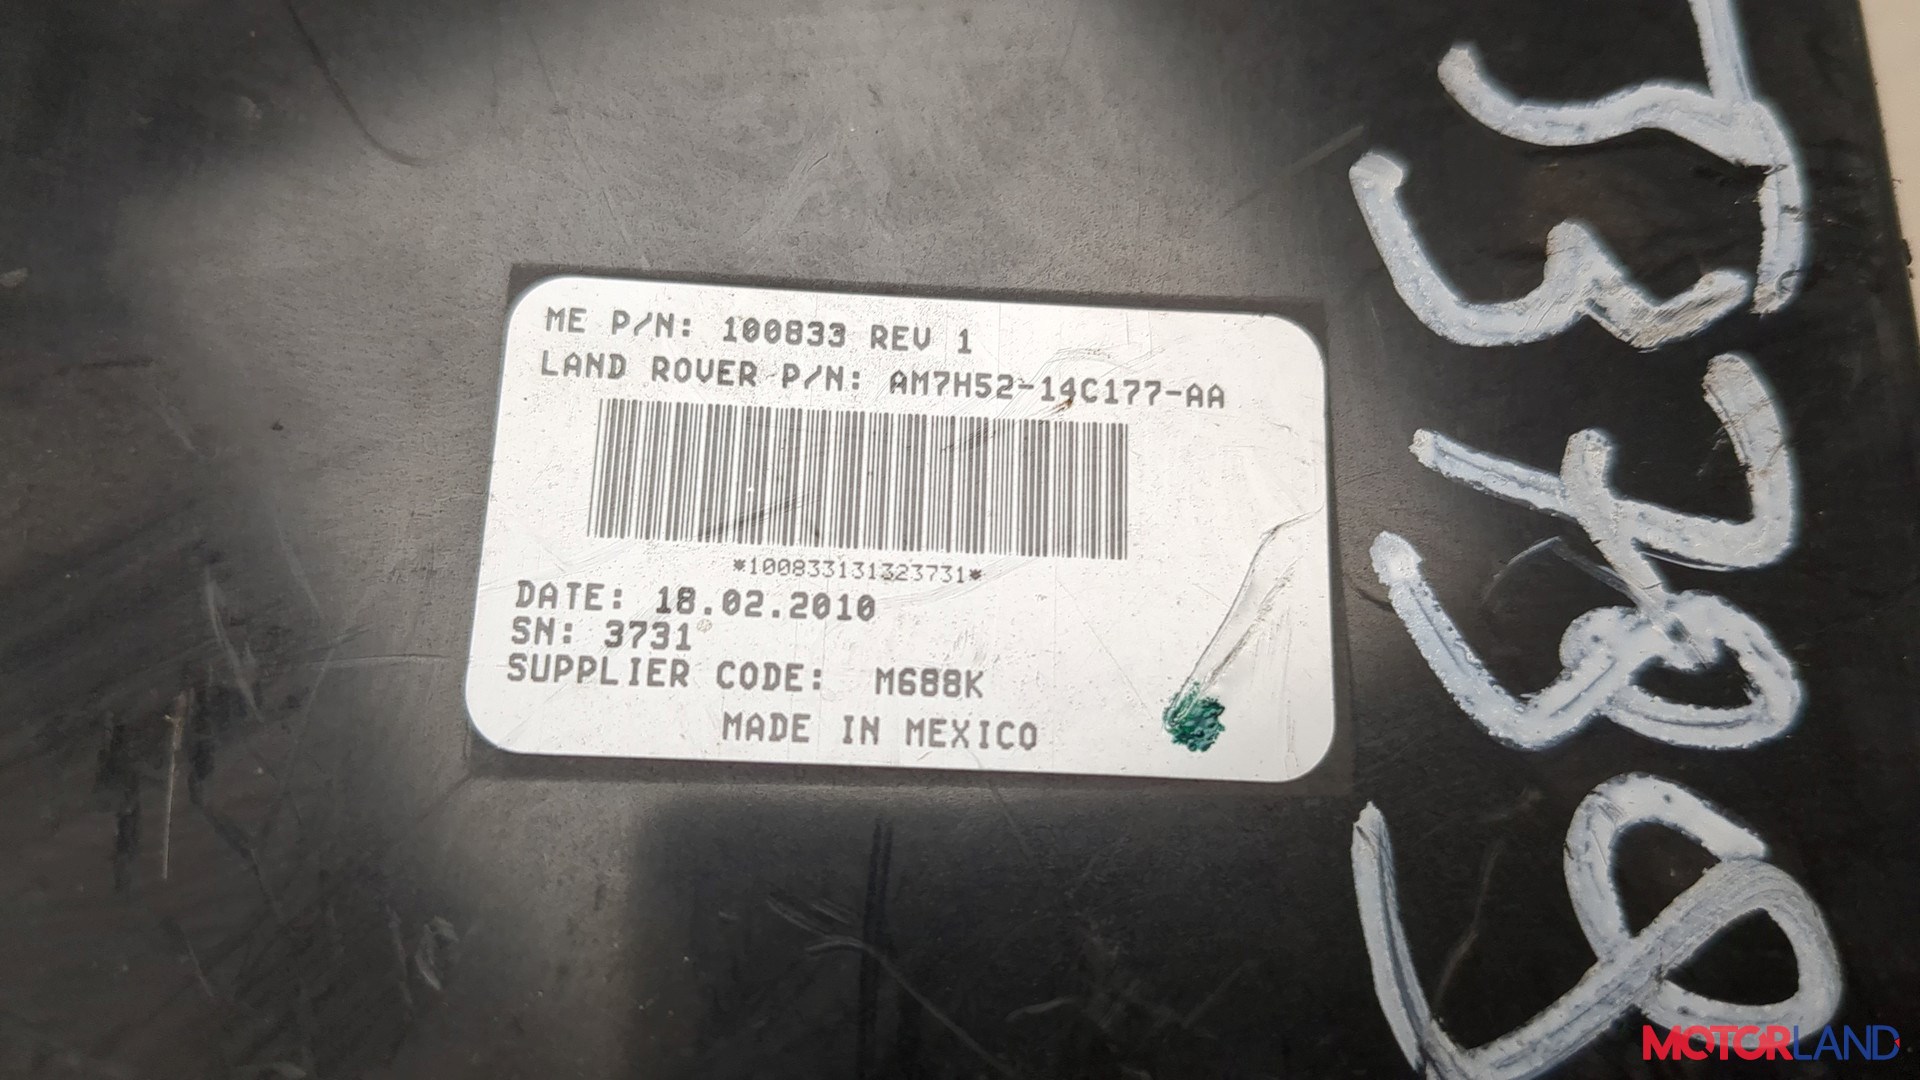 ME P/N: 100833 REV 1
LAND ROVER P/N: AM7H52-14C177-AA
*100833131323731*
DATE: 18.02.2010
SN: 3731
SUPPLIER CODE: M688K
MADE IN MEXICO
MOTORLAND